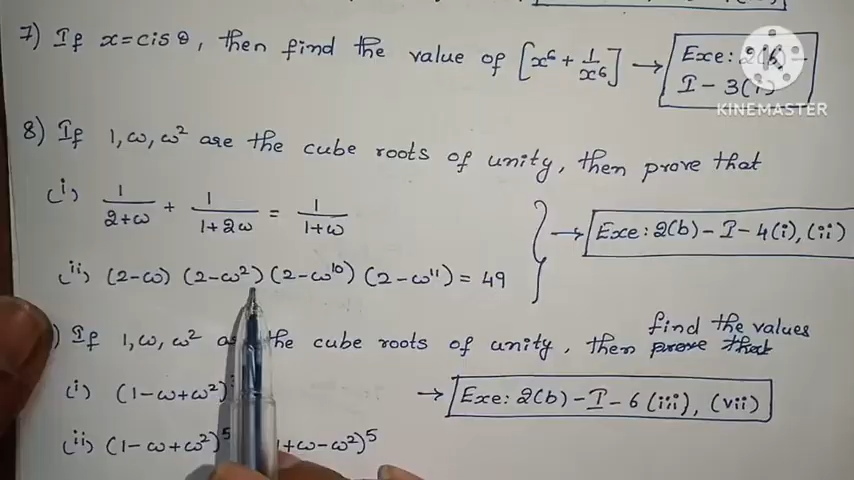 7) If x = cis θ, then find the value of [x⁶ + 1/x⁶] → Exe: 2(b) –
I – 3(i)
KINEMASTER
8) If 1, ω, ω² are the cube roots of unity, then prove that
(i) 1/(2+ω) + 1/(1+2ω) = 1/(1+ω)
→ Exe: 2(b) – I – 4(i), (ii)
(ii) (2–ω) (2–ω²) (2–ω¹⁰) (2–ω¹¹) = 49
find the values
) If 1, ω, ω² the cube roots of unity, then prove that
(i) (1–ω+ω²)
→ Exe: 2(b) – I – 6(iii), (vii)
(ii) (1–ω+ω²)⁵ 1+ω–ω²)⁵